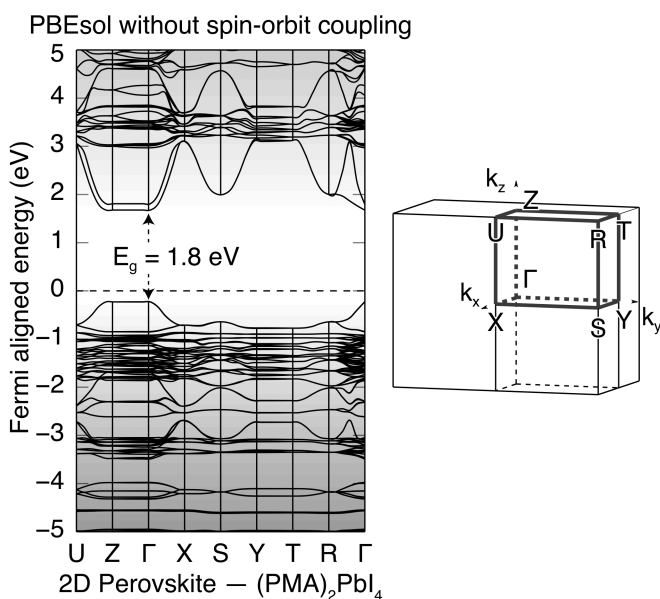 PBEsol without spin-orbit coupling
Fermi aligned energy (eV)
5
4
3
2
1
0
−1
−2
−3
−4
−5
E_g = 1.8 eV
U Z Γ X S Y T R Γ
2D Perovskite — (PMA)₂PbI₄
k_z
Z
U R T
Γ
k_x
X S Y
k_y